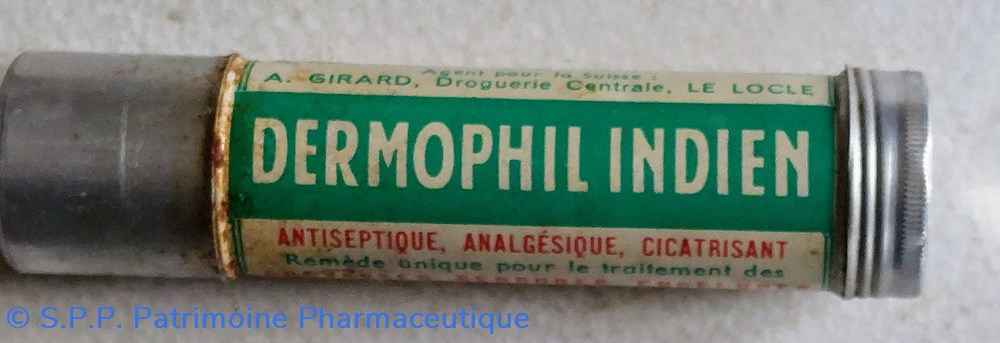 Agent pour la Suisse :
A. GIRARD, Droguerie Centrale, LE LOCLE
DERMOPHIL INDIEN
ANTISEPTIQUE, ANALGÉSIQUE, CICATRISANT
Remède unique pour le traitement des
© S.P.P. Patrimoine Pharmaceutique